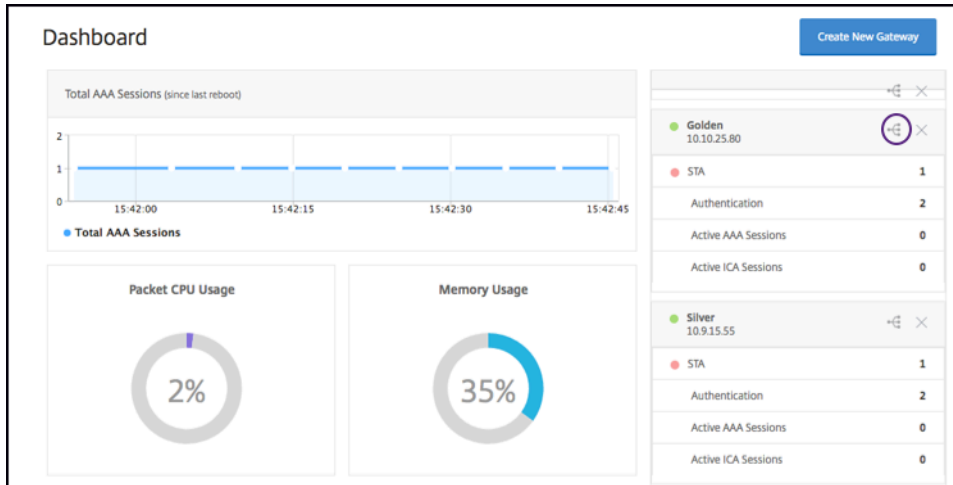 Dashboard
Create New Gateway
Total AAA Sessions (since last reboot)
2
1
0
15:42:00 15:42:15 15:42:30 15:42:45
Total AAA Sessions
Packet CPU Usage
2%
Memory Usage
35%
Golden
10.10.25.80
STA 1
Authentication 2
Active AAA Sessions 0
Active ICA Sessions 0
Silver
10.9.15.55
STA 1
Authentication 2
Active AAA Sessions 0
Active ICA Sessions 0